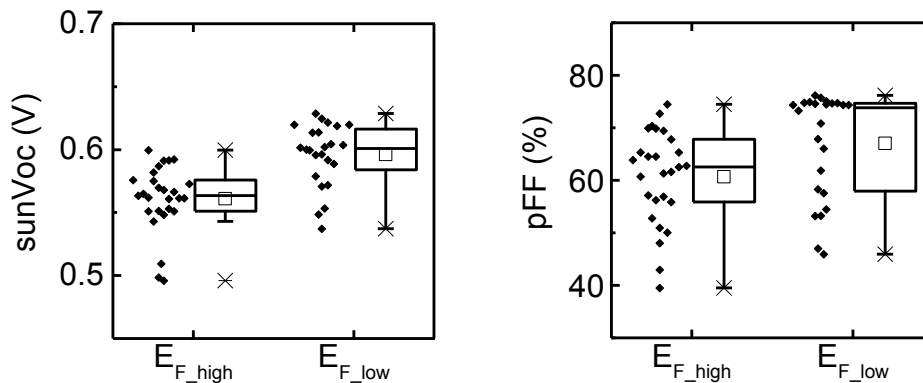 0.7
0.6
0.5
sunVoc (V)
E_F_high
E_F_low
80
60
40
pFF (%)
E_F_high
E_F_low